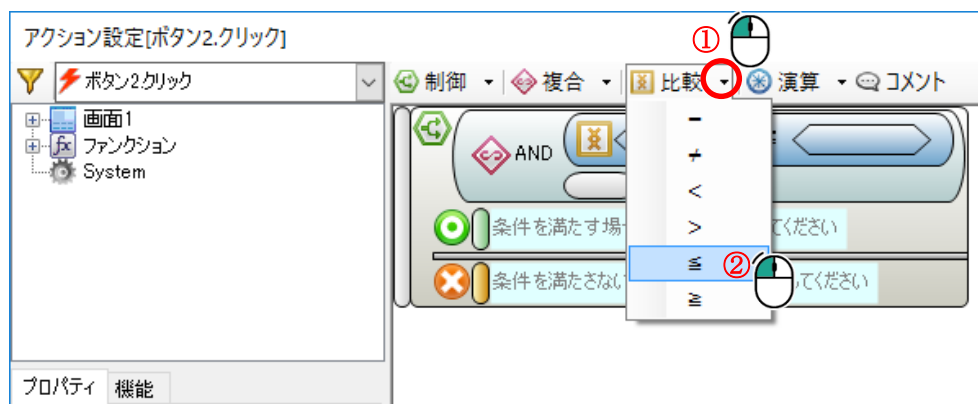 アクション設定[ボタン2.クリック]
①
ボタン2.クリック
制御 複合 比較 演算 コメント
画面1
ファンクション
System
=
≠
<
>
≦ ②
≧
AND
条件を満たす場 てください
条件を満たさない してください
プロパティ 機能